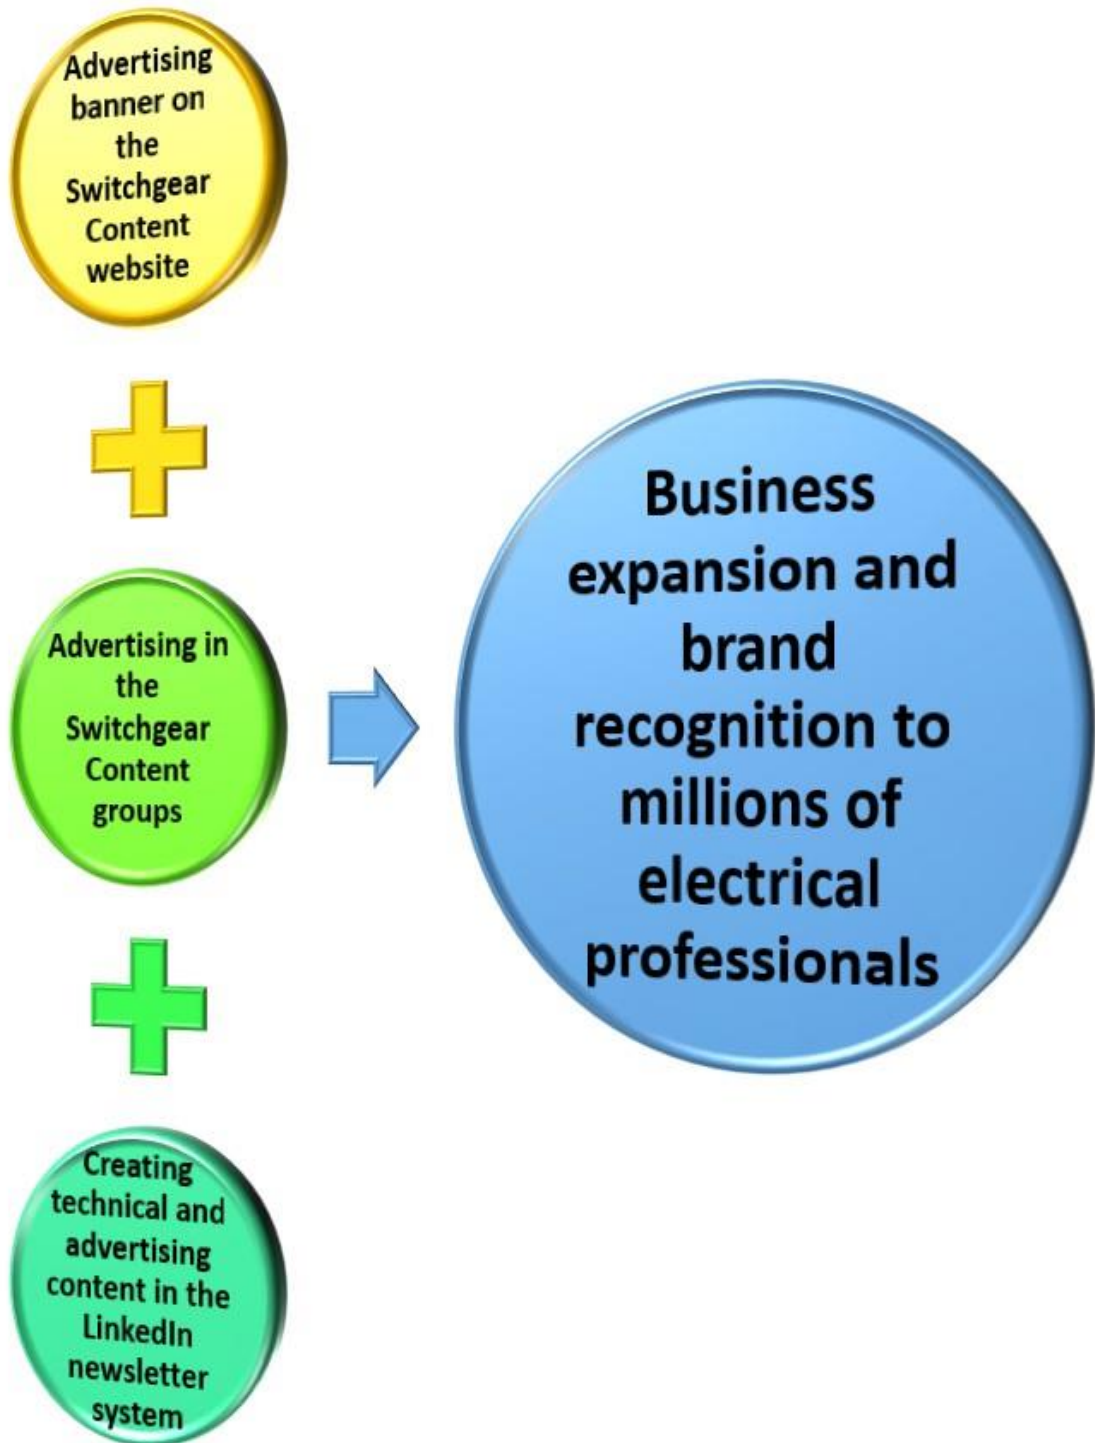 Advertising
banner on
the
Switchgear
Content
website
Advertising in
the
Switchgear
Content
groups
Creating
technical and
advertising
content in the
LinkedIn
newsletter
system
Business
expansion and
brand
recognition to
millions of
electrical
professionals